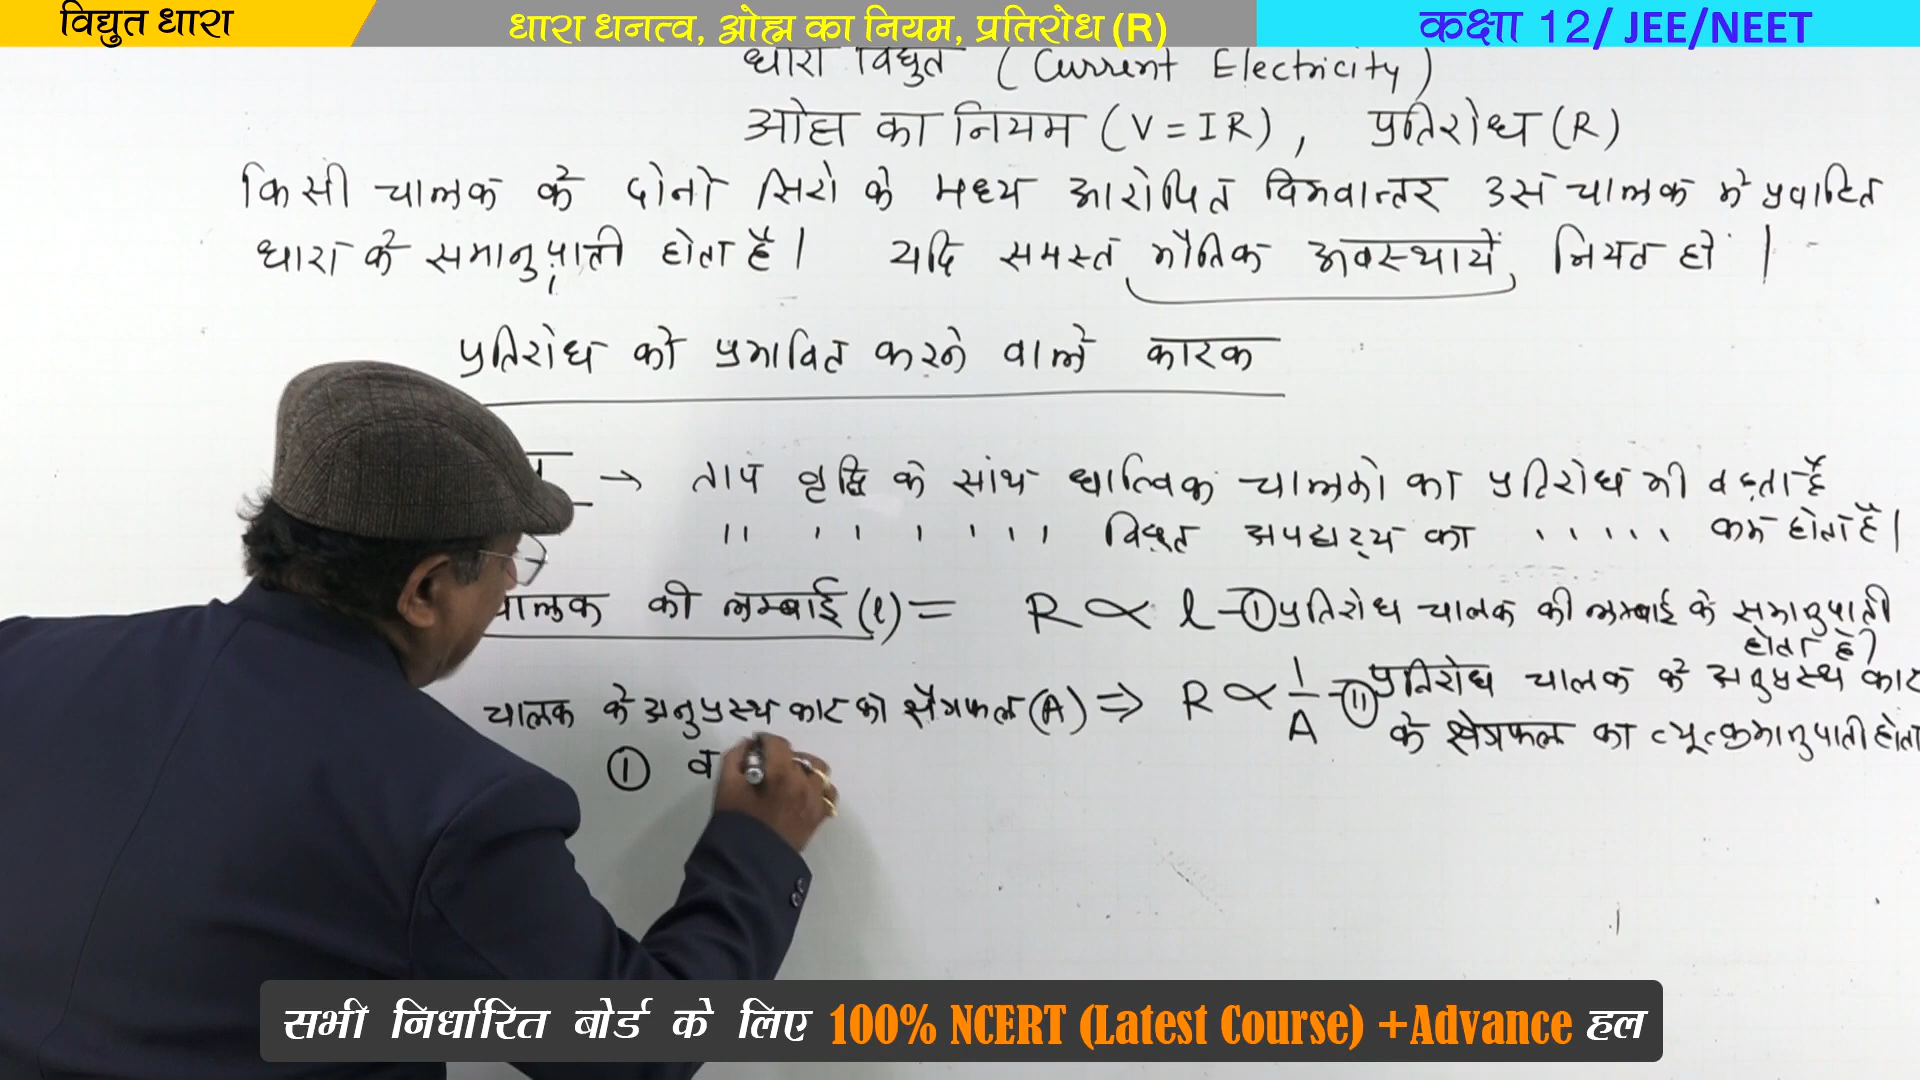 विद्युत धारा
धारा धनत्व, ओह्म का नियम, प्रतिरोध (R)
कक्षा 12/ JEE/NEET
धारा विद्युत (Current Electricity)
ओह्म का नियम (V = IR), प्रतिरोध (R)
किसी चालक के दोनो सिरो के मध्य आरोपित विभवान्तर उस चालक मे प्रवाहित
धारा के समानुपाती होता है। यदि समस्त भौतिक अवस्थायें नियत हो।
प्रतिरोध को प्रभावित करने वाले कारक
→ ताप वृद्धि के साथ धात्विक चालको का प्रतिरोध भी बढ़ता है
'' ' ' ' ' ' ' विद्युत अपघट्य का ' ' ' ' ' कम होता है।
चालक की लम्बाई (l) = R ∝ l -① प्रतिरोध चालक की लम्बाई के समानुपाती
होता है।
चालक के अनुप्रस्थ काट का क्षेत्रफल (A) ⇒ R ∝ 1/A -⑪ प्रतिरोध चालक के अनुप्रस्थ काट
के क्षेत्रफल का व्युत्क्रमानुपाती होता
① व
सभी निर्धारित बोर्ड के लिए 100% NCERT (Latest Course) +Advance हल